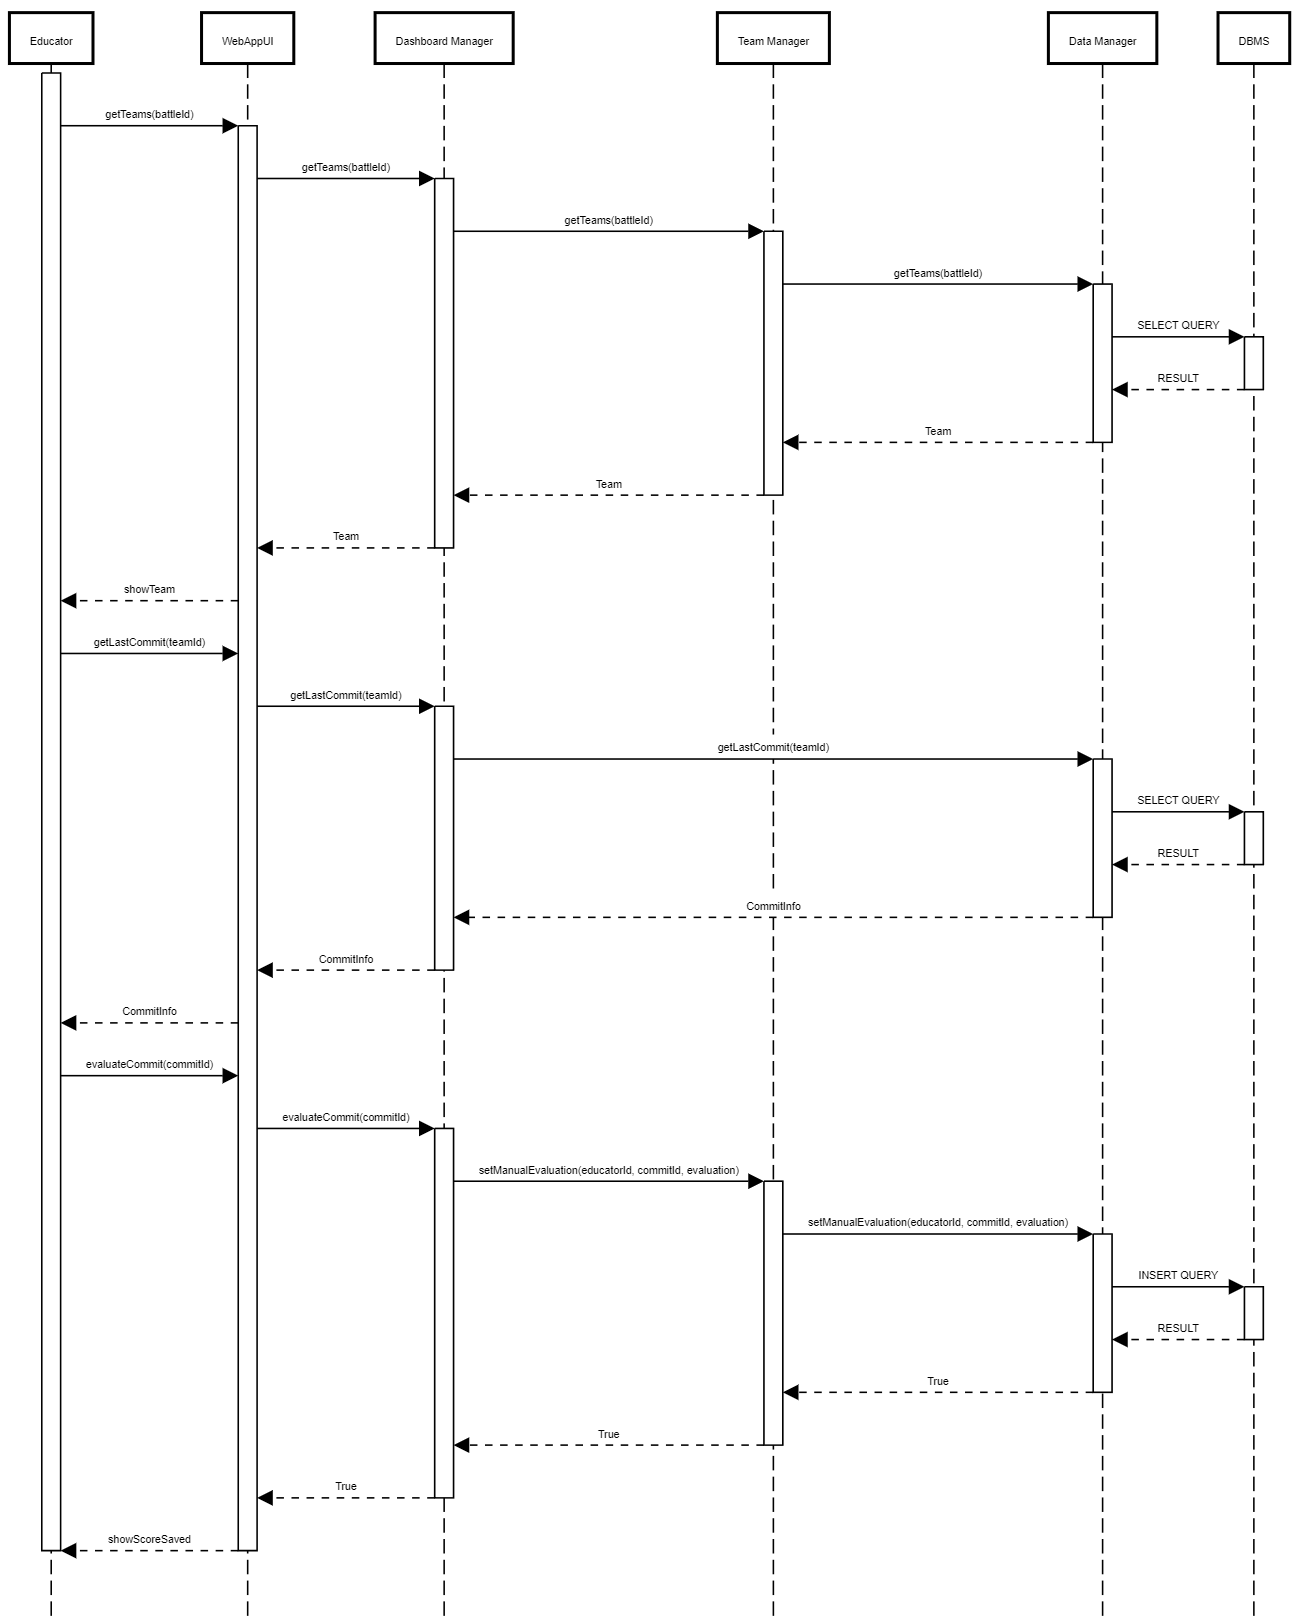 Educator
WebAppUI
Dashboard Manager
Team Manager
Data Manager
DBMS
getTeams(battleId)
getTeams(battleId)
getTeams(battleId)
getTeams(battleId)
SELECT QUERY
RESULT
Team
Team
Team
showTeam
getLastCommit(teamId)
getLastCommit(teamId)
getLastCommit(teamId)
SELECT QUERY
RESULT
CommitInfo
CommitInfo
CommitInfo
evaluateCommit(commitId)
evaluateCommit(commitId)
setManualEvaluation(educatorId, commitId, evaluation)
setManualEvaluation(educatorId, commitId, evaluation)
INSERT QUERY
RESULT
True
True
True
showScoreSaved